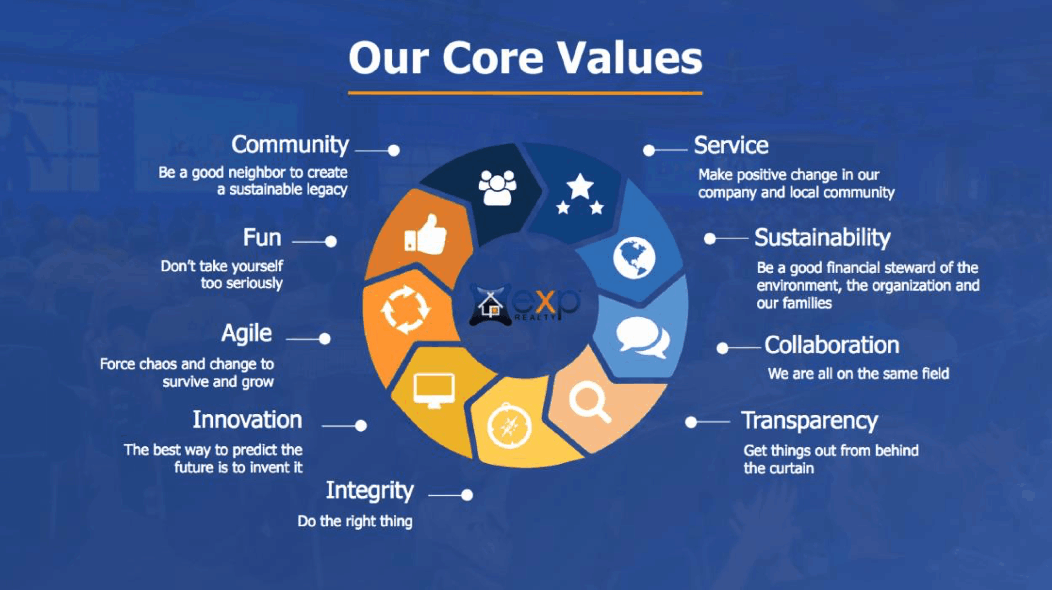 Our Core Values
Community
Be a good neighbor to create
a sustainable legacy
Fun
Don't take yourself
too seriously
Agile
Force chaos and change to
survive and grow
Innovation
The best way to predict the
future is to invent it
Integrity
Do the right thing
exp
REALTY
Service
Make positive change in our
company and local community
Sustainability
Be a good financial steward of the
environment, the organization and
our families
Collaboration
We are all on the same field
Transparency
Get things out from behind
the curtain